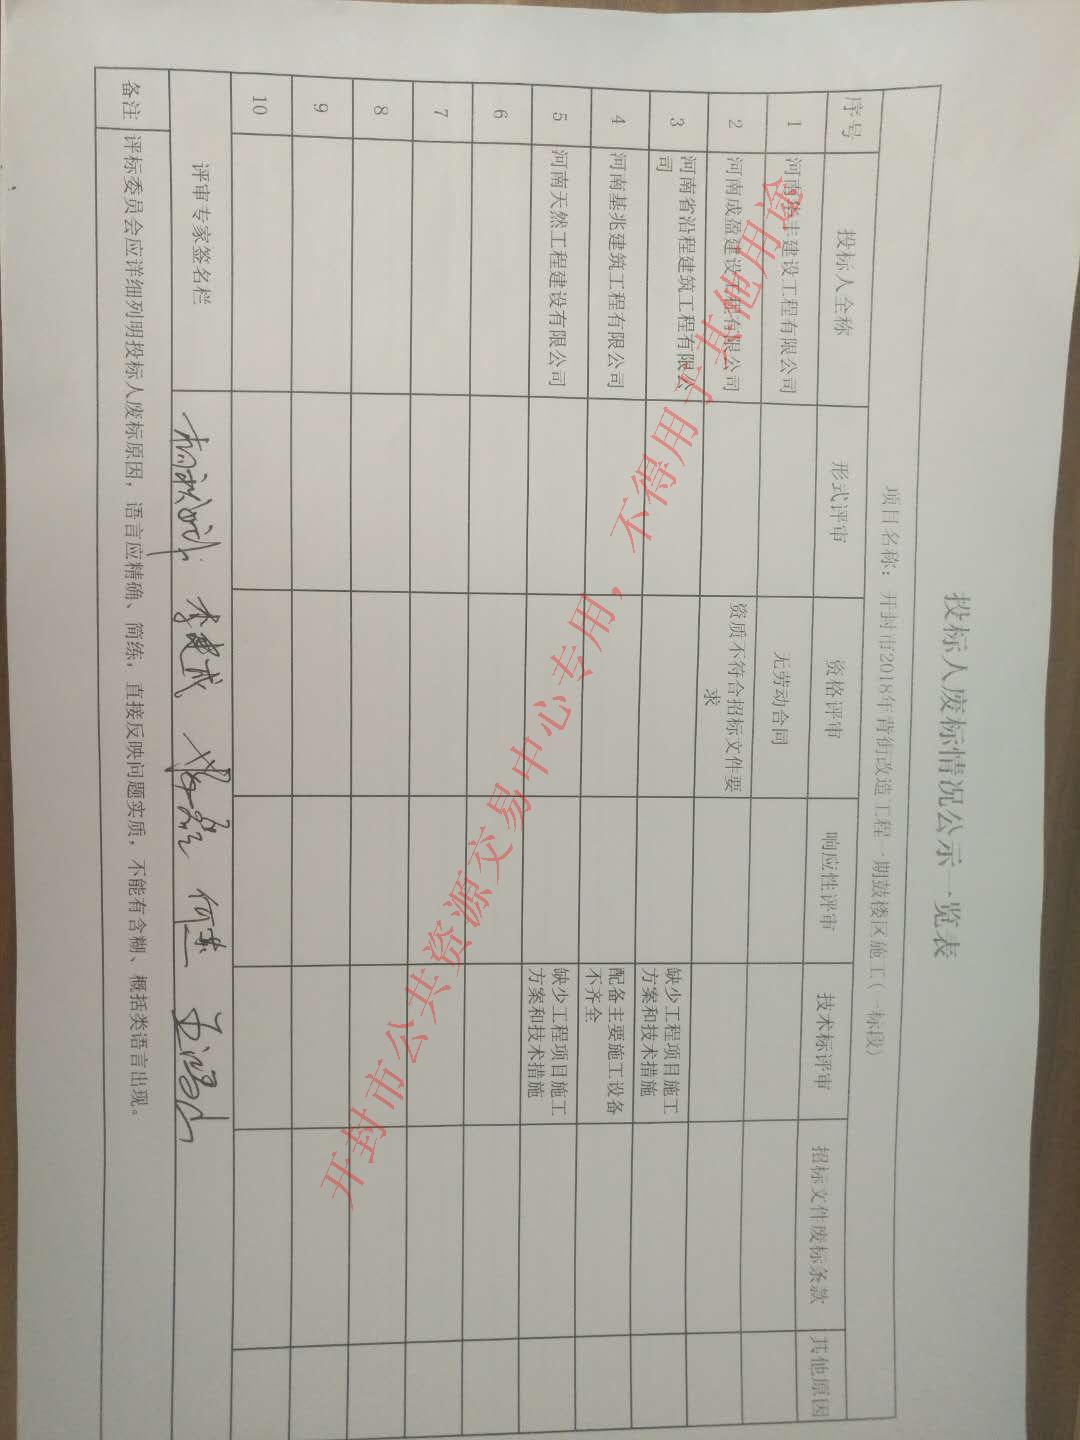 投标人废标情况公示一览表
项目名称：开封市2018年背街改造工程一期鼓楼区施工(一标段)
序号 投标人全称 形式评审 资格评审 响应性评审 技术标评审 招标文件废标条款 其他原因
1 河南华丰建设工程有限公司 无劳动合同
2 河南成盈建设工程有限公司 资质不符合招标文件要
求
3 河南省沿程建筑工程有限公 缺少工程项目施工
司 方案和技术措施
4 河南基兆建筑工程有限公司 配备主要施工设备
不齐全
5 河南天然工程建设有限公司 缺少工程项目施工
方案和技术措施
6
7
8
9
10
评审专家签名栏
备注 评标委员会应详细列明投标人废标原因，语言应精确、简练，直接反映问题实质，不能有含糊、概括类语言出现。
开封市公共资源交易中心专用，不得用于其他用途